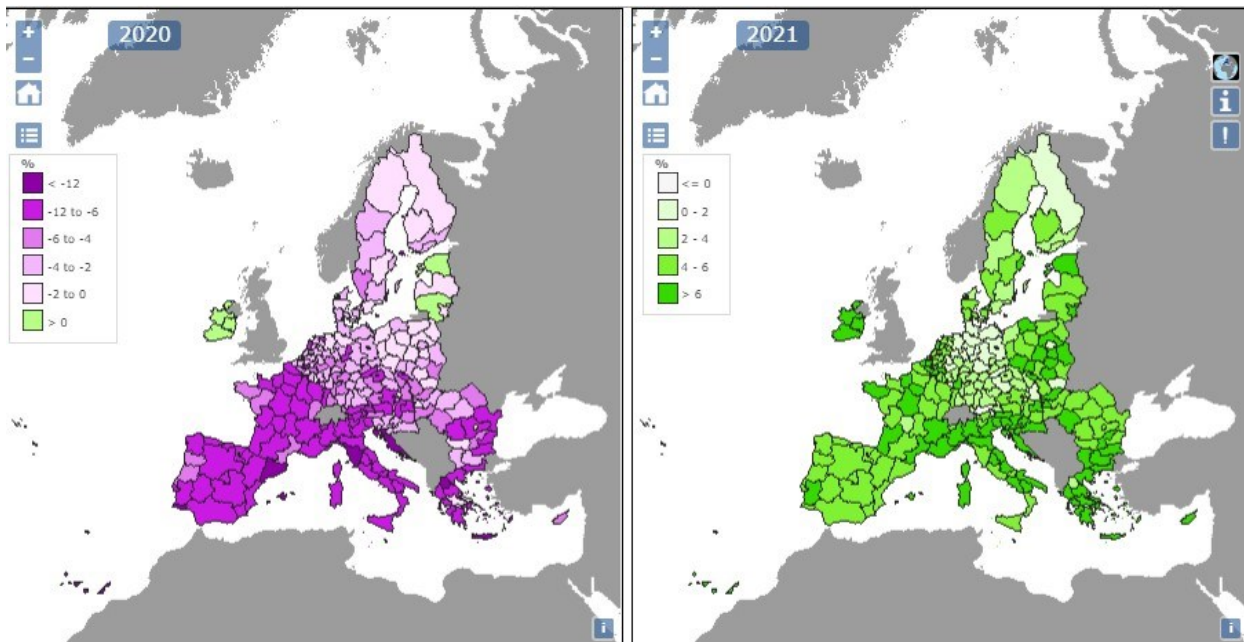 +
−
2020
%
< -12
-12 to -6
-6 to -4
-4 to -2
-2 to 0
> 0
i
+
−
2021
%
<= 0
0 - 2
2 - 4
4 - 6
> 6
i
!
i